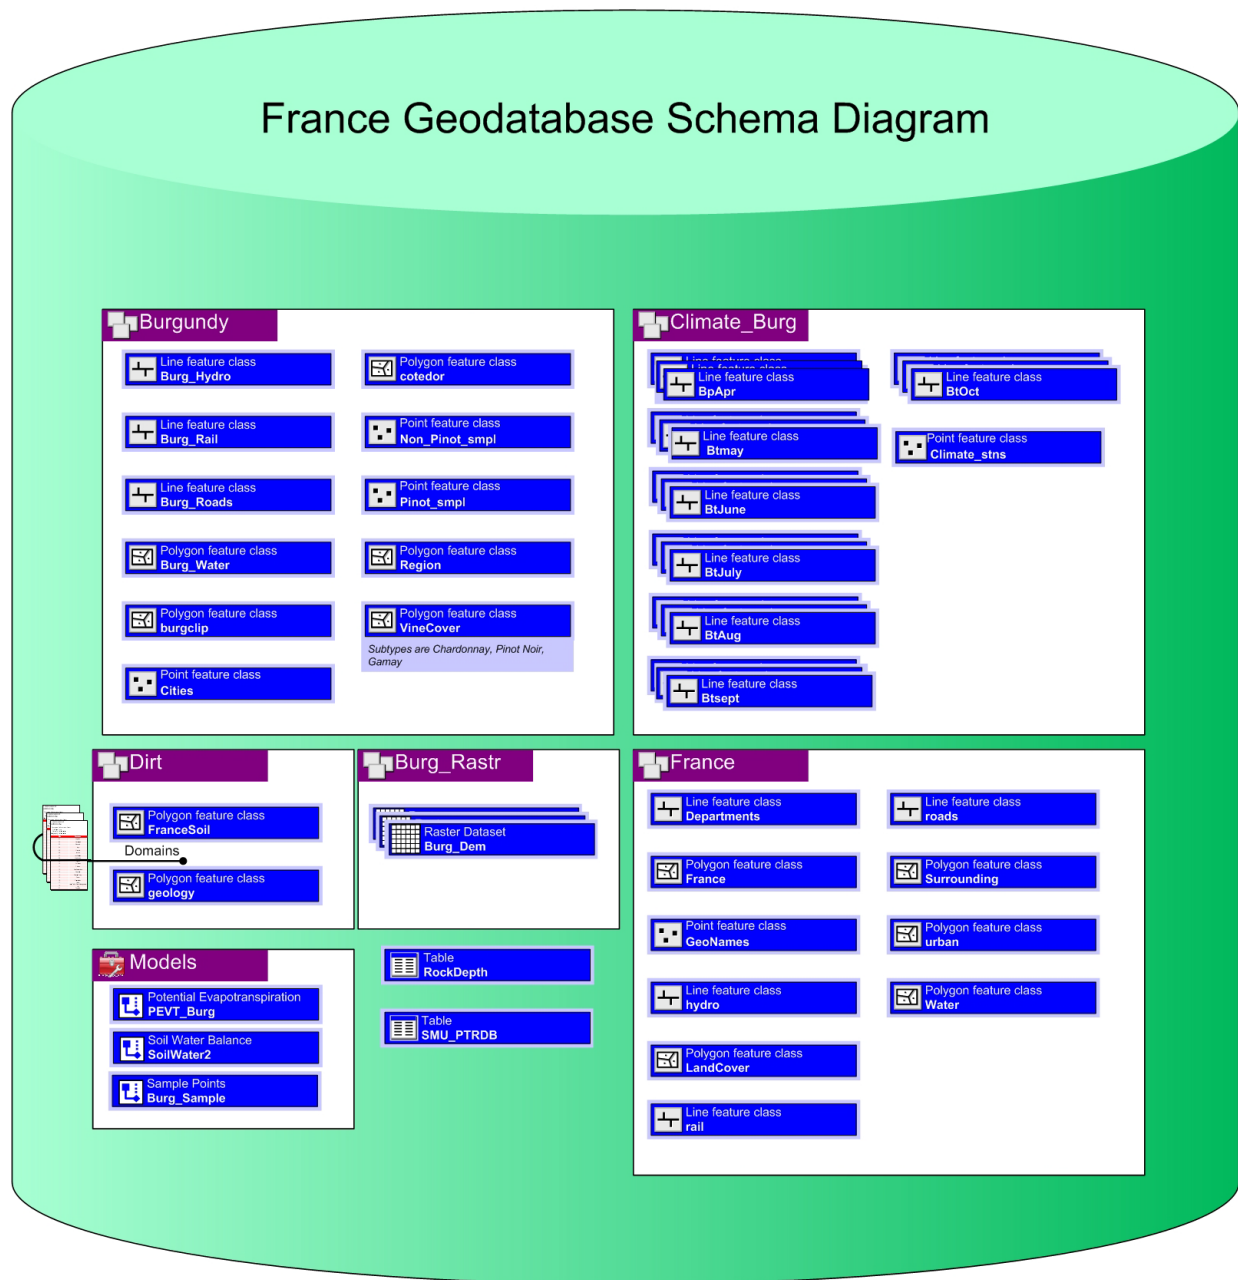 France Geodatabase Schema Diagram
Burgundy
Line feature class
Burg_Hydro
Line feature class
Burg_Rail
Line feature class
Burg_Roads
Polygon feature class
Burg_Water
Polygon feature class
burgclip
Point feature class
Cities
Polygon feature class
cotedor
Point feature class
Non_Pinot_smpl
Point feature class
Pinot_smpl
Polygon feature class
Region
Polygon feature class
VineCover
Subtypes are Chardonnay, Pinot Noir,
Gamay
Climate_Burg
Line feature class
BpApr
Line feature class
Btmay
Line feature class
BtJune
Line feature class
BtJuly
Line feature class
BtAug
Line feature class
Btsept
Line feature class
BtOct
Point feature class
Climate_stns
Dirt
Polygon feature class
FranceSoil
Domains
Polygon feature class
geology
Burg_Rastr
Raster Dataset
Burg_Dem
France
Line feature class
Departments
Polygon feature class
France
Point feature class
GeoNames
Line feature class
hydro
Polygon feature class
LandCover
Line feature class
rail
Line feature class
roads
Polygon feature class
Surrounding
Polygon feature class
urban
Polygon feature class
Water
Models
Potential Evapotranspiration
PEVT_Burg
Soil Water Balance
SoilWater2
Sample Points
Burg_Sample
Table
RockDepth
Table
SMU_PTRDB